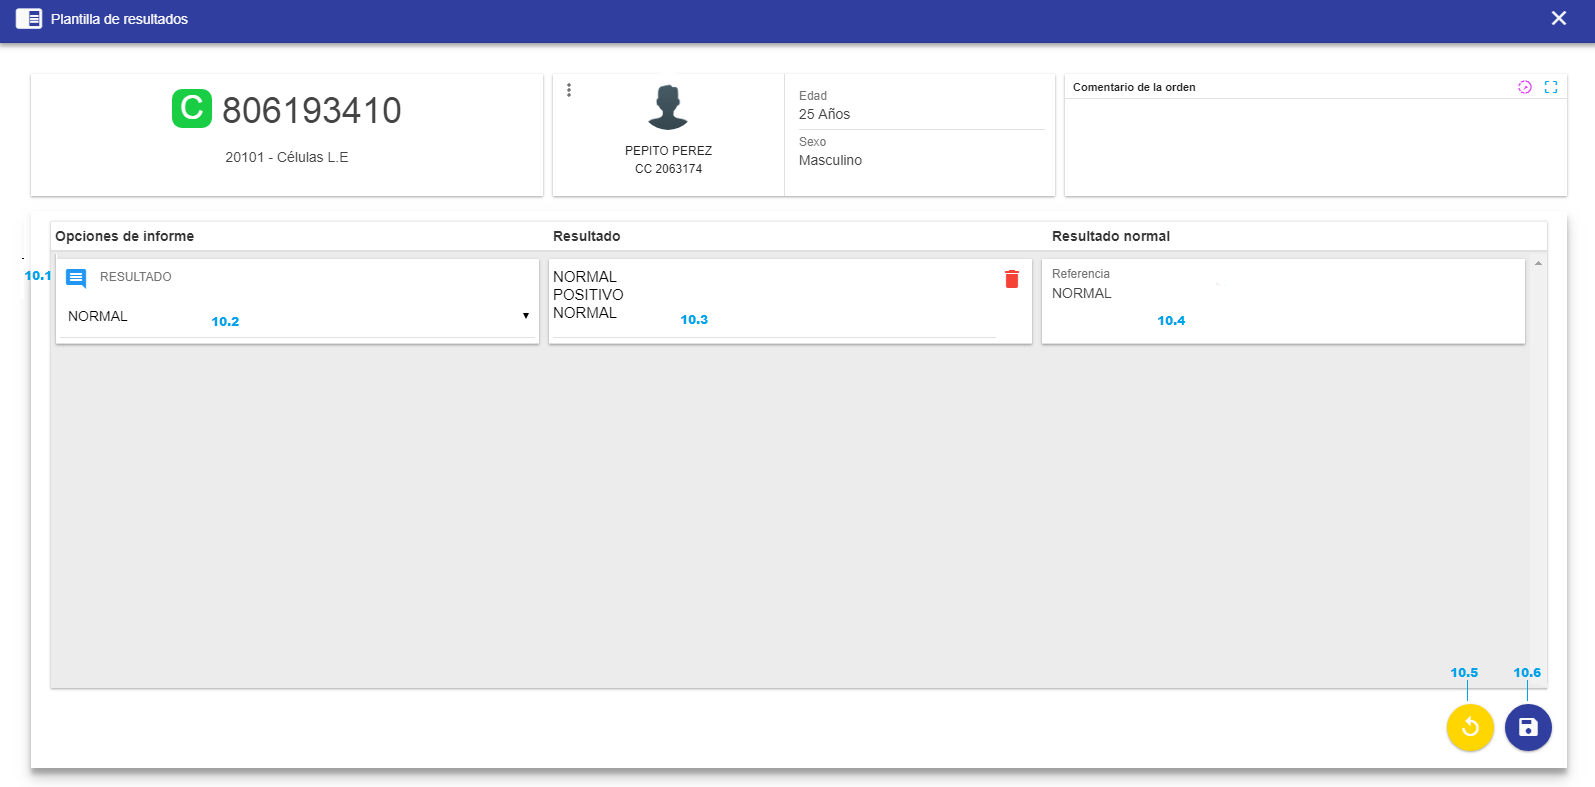 Plantilla de resultados
C 806193410
20101 - Células L.E
PEPITO PEREZ
CC 2063174
Edad
25 Años
Sexo
Masculino
Comentario de la orden
Opciones de informe
Resultado
Resultado normal
10.1
RESULTADO
NORMAL
10.2
NORMAL
POSITIVO
NORMAL
10.3
Referencia
NORMAL
10.4
10.5
10.6